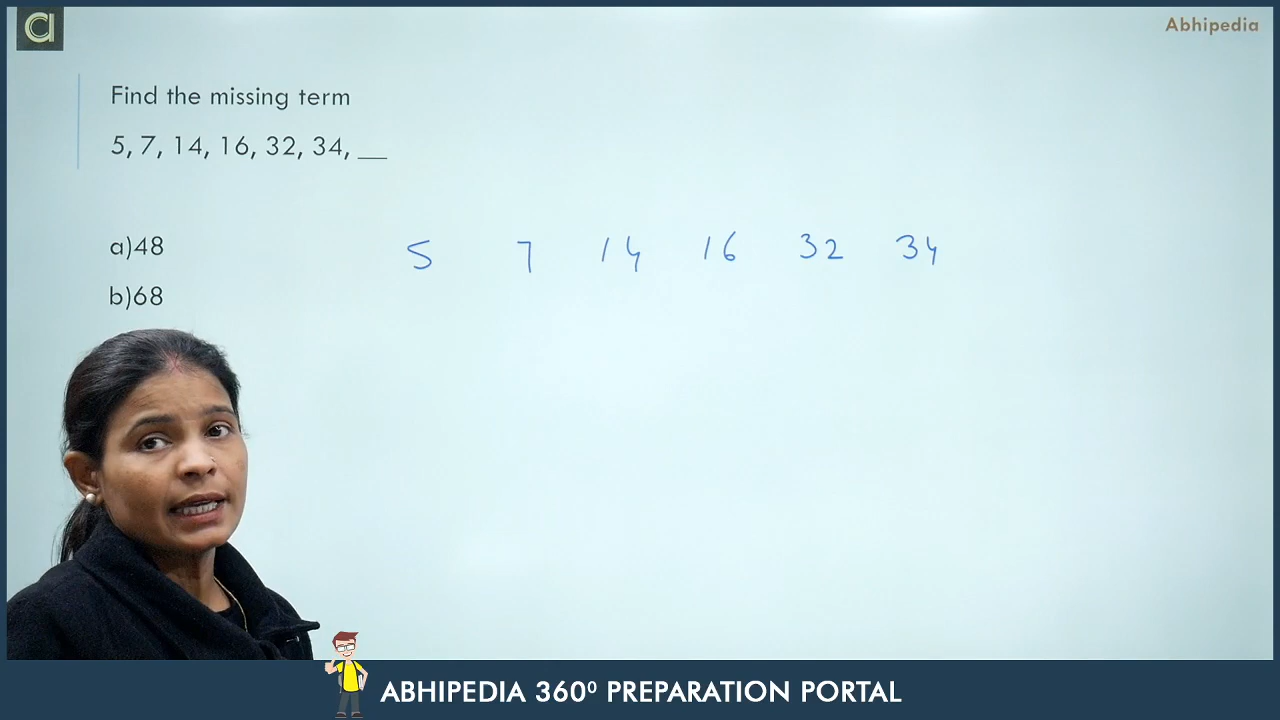 a
Abhipedia
Find the missing term
5, 7, 14, 16, 32, 34, __
a)48
b)68
5 7 14 16 32 34
ABHIPEDIA 360⁰ PREPARATION PORTAL